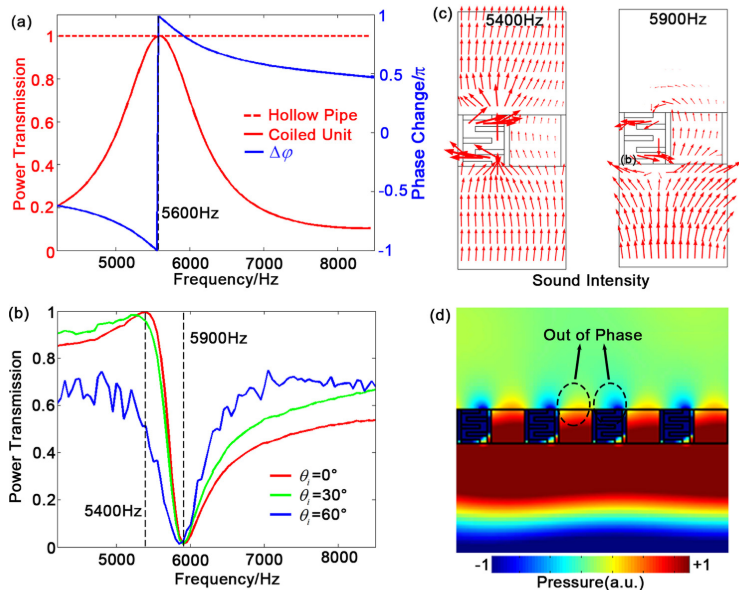 (a)
Power Transmission
1
0.8
0.6
0.4
0.2
0
1
0.5
0
-0.5
-1
Phase Change/π
Hollow Pipe
Coiled Unit
Δφ
5600Hz
5000 6000 7000 8000
Frequency/Hz
(b)
Power Transmission
1
0.8
0.6
0.4
0.2
0
5900Hz
5400Hz
θi=0°
θi=30°
θi=60°
5000 6000 7000 8000
Frequency/Hz
(c)
5400Hz
5900Hz
(b)
Sound Intensity
(d)
Out of Phase
-1 +1
Pressure(a.u.)